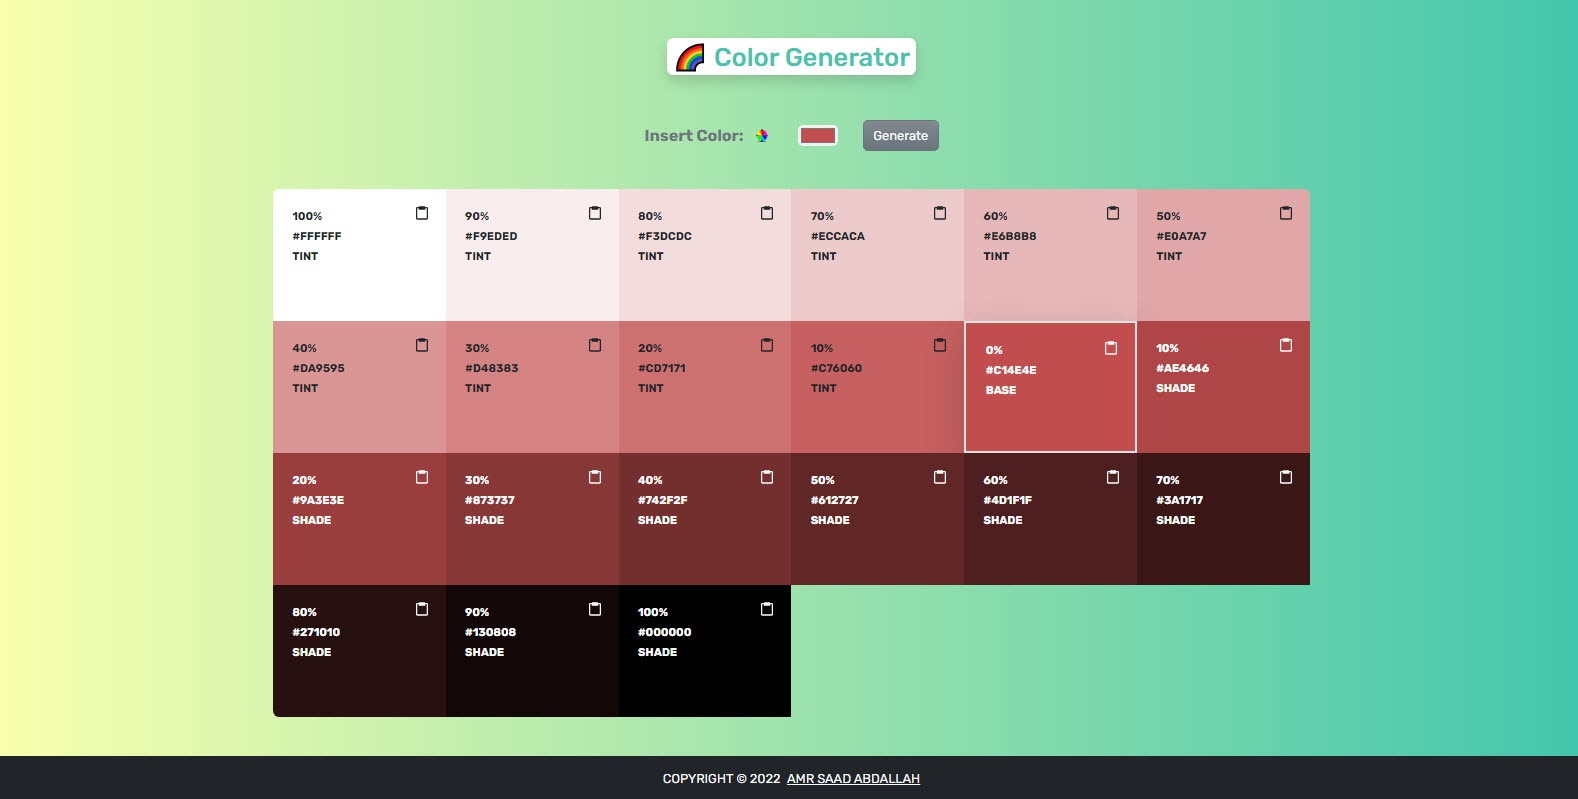 Color Generator
Insert Color:
Generate
100%
#FFFFFF
TINT
90%
#F9EDED
TINT
80%
#F3DCDC
TINT
70%
#ECCACA
TINT
60%
#E6B8B8
TINT
50%
#E0A7A7
TINT
40%
#DA9595
TINT
30%
#D48383
TINT
20%
#CD7171
TINT
10%
#C76060
TINT
0%
#C14E4E
BASE
10%
#AE4646
SHADE
20%
#9A3E3E
SHADE
30%
#873737
SHADE
40%
#742F2F
SHADE
50%
#612727
SHADE
60%
#4D1F1F
SHADE
70%
#3A1717
SHADE
80%
#271010
SHADE
90%
#130808
SHADE
100%
#000000
SHADE
COPYRIGHT © 2022 AMR SAAD ABDALLAH